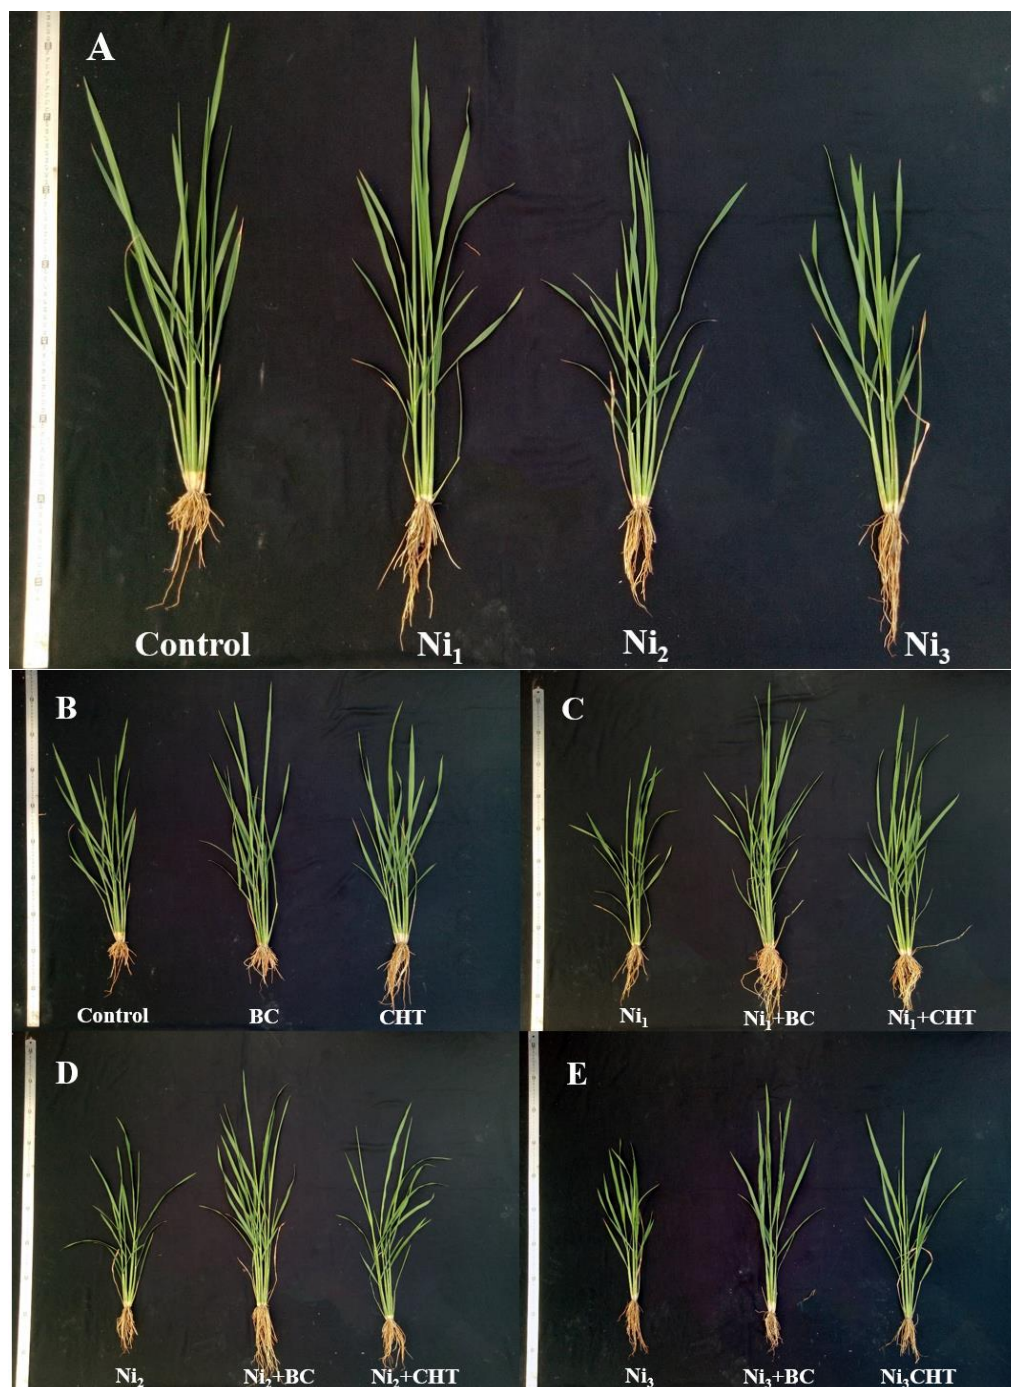 A
Control Ni₁ Ni₂ Ni₃
B
Control BC CHT
C
Ni₁ Ni₁+BC Ni₁+CHT
D
Ni₂ Ni₂+BC Ni₂+CHT
E
Ni₃ Ni₃+BC Ni₃CHT